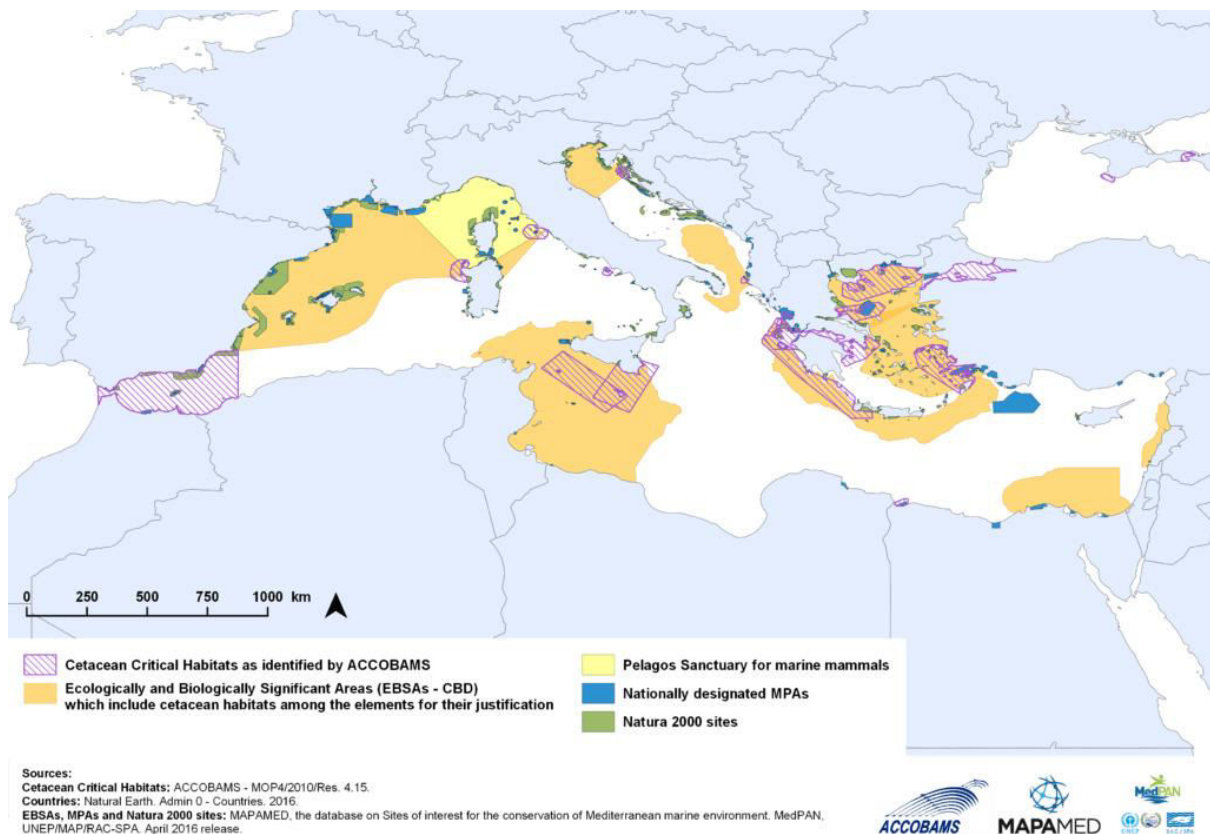 0 250 500 750 1000 km
Cetacean Critical Habitats as identified by ACCOBAMS
Ecologically and Biologically Significant Areas (EBSAs - CBD)
which include cetacean habitats among the elements for their justification
Pelagos Sanctuary for marine mammals
Nationally designated MPAs
Natura 2000 sites
Sources:
Cetacean Critical Habitats: ACCOBAMS - MOP4/2010/Res. 4.15.
Countries: Natural Earth. Admin 0 - Countries. 2016.
EBSAs, MPAs and Natura 2000 sites: MAPAMED, the database on Sites of interest for the conservation of Mediterranean marine environment. MedPAN,
UNEP/MAP/RAC-SPA. April 2016 release.
ACCOBAMS
MAPAMED
MedPAN
UNEP